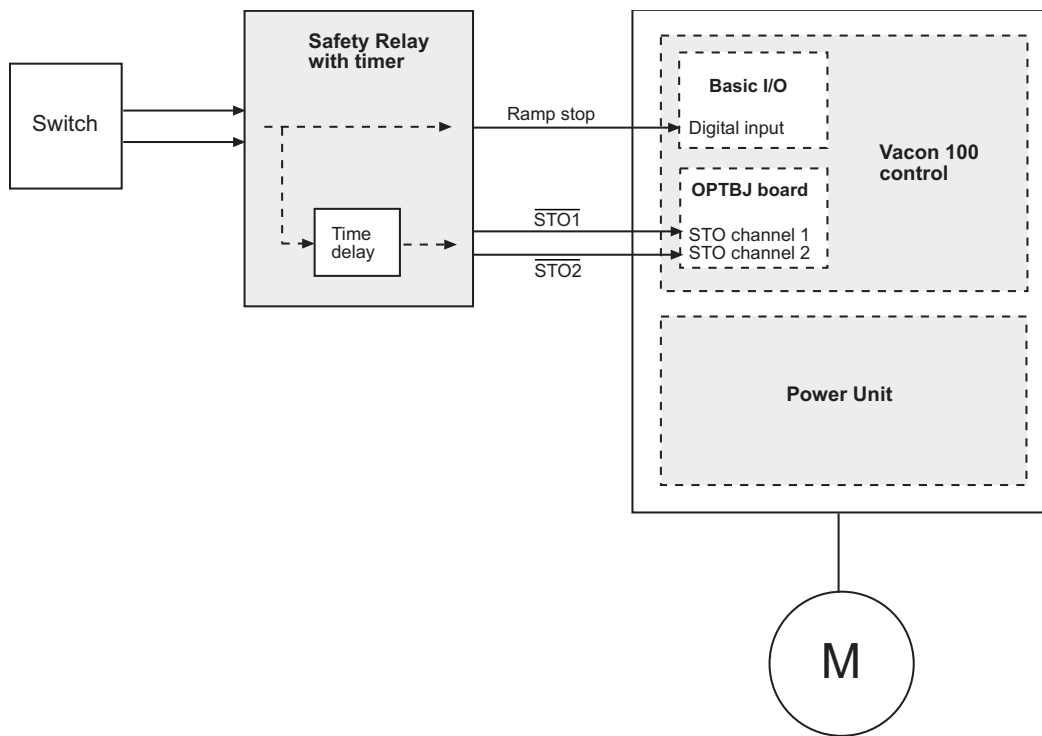 Safety Relay
with timer
Switch
Time
delay
Ramp stop
STO1
STO2
Basic I/O
Digital input
OPTBJ board
STO channel 1
STO channel 2
Vacon 100
control
Power Unit
M